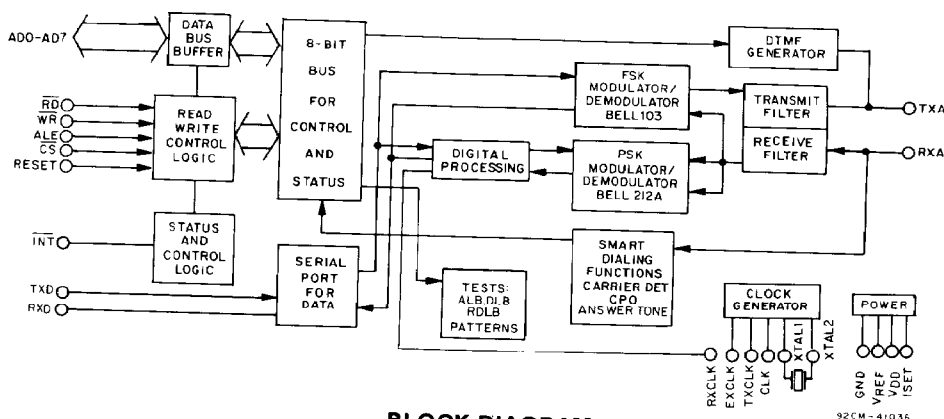 AD0-AD7
DATA
BUS
BUFFER
8-BIT
BUS
FOR
CONTROL
AND
STATUS
DTMF
GENERATOR
RD
WR
ALE
CS
RESET
READ
WRITE
CONTROL
LOGIC
FSK
MODULATOR/
DEMODULATOR
BELL 103
TRANSMIT
FILTER
RECEIVE
FILTER
TXA
RXA
DIGITAL
PROCESSING
PSK
MODULATOR/
DEMODULATOR
BELL 212A
INT
STATUS
AND
CONTROL
LOGIC
TXD
RXD
SERIAL
PORT
FOR
DATA
TESTS:
ALB,DLB
RDLB
PATTERNS
SMART
DIALING
FUNCTIONS
CARRIER DET
CPO
ANSWER TONE
CLOCK
GENERATOR
POWER
RXCLK
EXCLK
TXCLK
CLK
XTAL1
XTAL2
GND
VREF
VDD
ISET
BLOCK DIAGRAM
92CM-41036